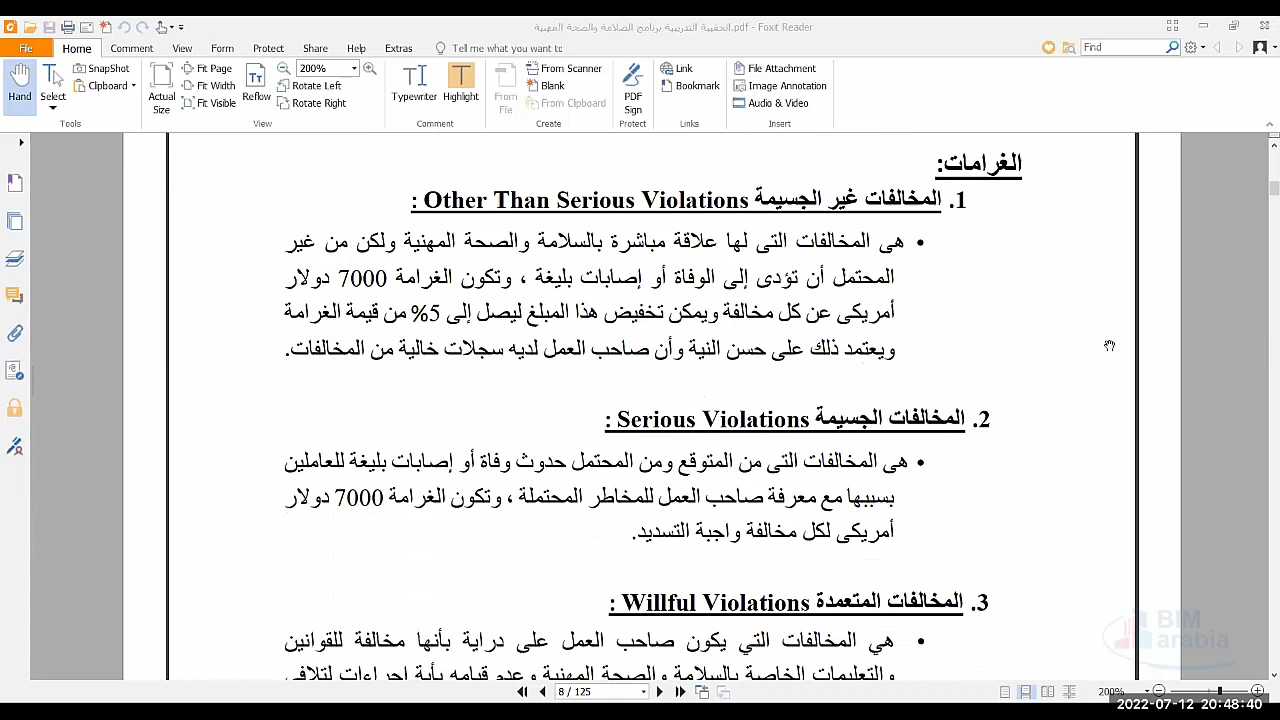 الحقيبة التدريبية برنامج السلامة والصحة المهنية.pdf - Foxit Reader
File Home Comment View Form Protect Share Help Extras Tell me what you want to Find
Hand
Select
SnapShot
Clipboard
Tools
Actual Size
Fit Page
Fit Width
Fit Visible
Reflow
200%
Rotate Left
Rotate Right
View
Typewriter
Highlight
Comment
From File
From Scanner
Blank
From Clipboard
Create
PDF Sign
Protect
Link
Bookmark
Links
File Attachment
Image Annotation
Audio & Video
Insert
الغرامات:
1. المخالفات غير الجسيمة Other Than Serious Violations :
• هى المخالفات التى لها علاقة مباشرة بالسلامة والصحة المهنية ولكن من غير
المحتمل أن تؤدى إلى الوفاة أو إصابات بليغة ، وتكون الغرامة 7000 دولار
أمريكى عن كل مخالفة ويمكن تخفيض هذا المبلغ ليصل إلى 5% من قيمة الغرامة
ويعتمد ذلك على حسن النية وأن صاحب العمل لديه سجلات خالية من المخالفات.
2. المخالفات الجسيمة Serious Violations :
• هى المخالفات التى من المتوقع ومن المحتمل حدوث وفاة أو إصابات بليغة للعاملين
بسببها مع معرفة صاحب العمل للمخاطر المحتملة ، وتكون الغرامة 7000 دولار
أمريكى لكل مخالفة واجبة التسديد.
3. المخالفات المتعمدة Willful Violations :
• هي المخالفات التي يكون صاحب العمل على دراية بأنها مخالفة للقوانين
والتعليمات الخاصة بالسلامة والصحة المهنية وعدم قيامه بأية إجراءات لتلافي
BIM
arabia
8 / 125
200%
2022-07-12 20:48:40